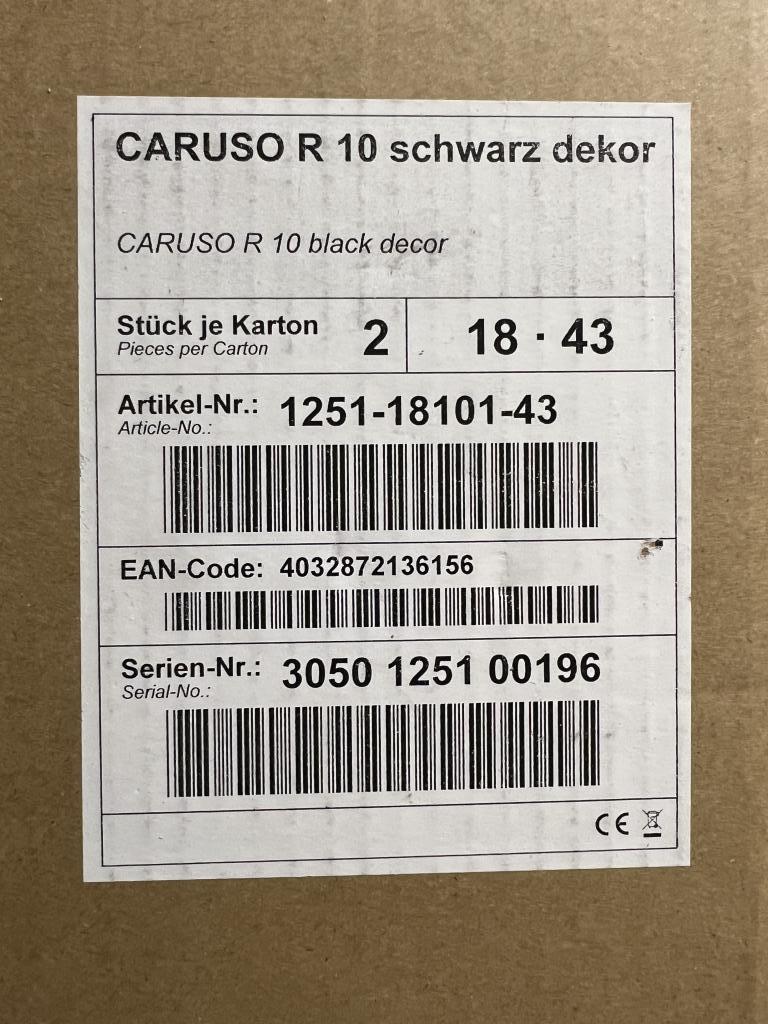 CARUSO R 10 schwarz dekor
CARUSO R 10 black decor
Stück je Karton 2 18 · 43
Pieces per Carton
Artikel-Nr.: 1251-18101-43
Article-No.:
EAN-Code: 4032872136156
Serien-Nr.: 3050 1251 00196
Serial-No.:
CE